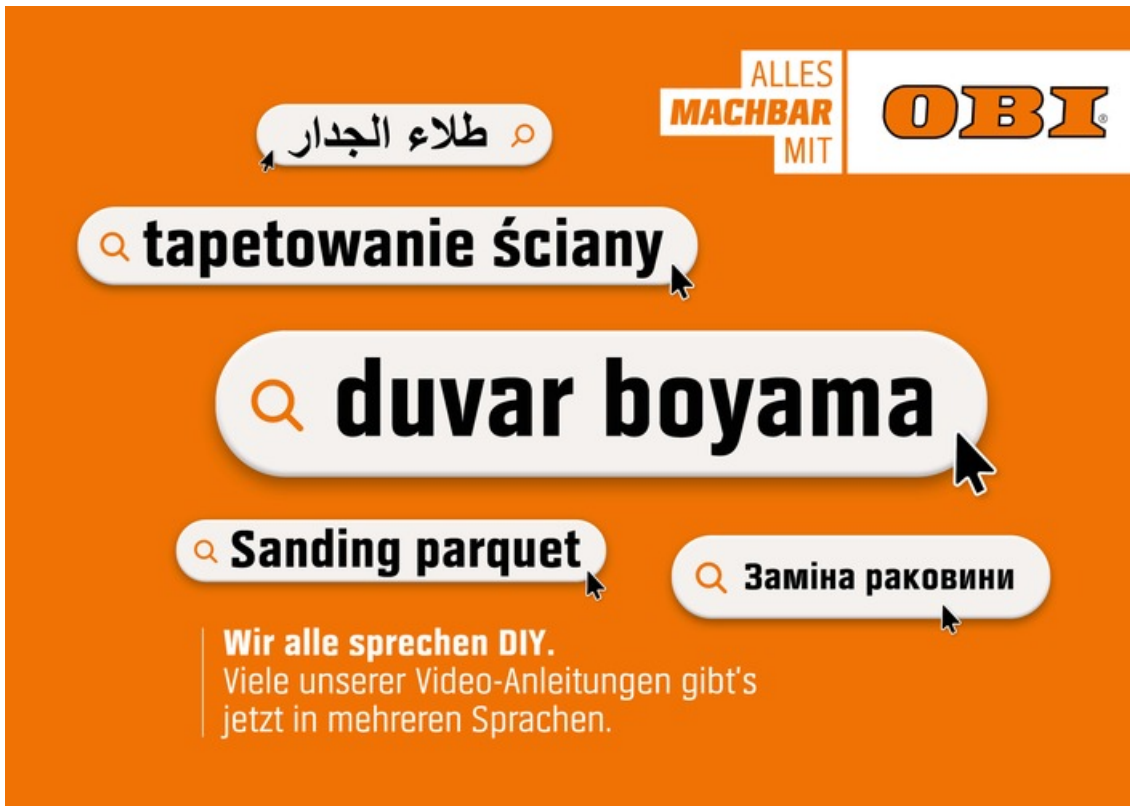 ALLES
MACHBAR
MIT
OBI®
طلاء الجدار
tapetowanie ściany
duvar boyama
Sanding parquet
Заміна раковини
Wir alle sprechen DIY.
Viele unserer Video-Anleitungen gibt's
jetzt in mehreren Sprachen.